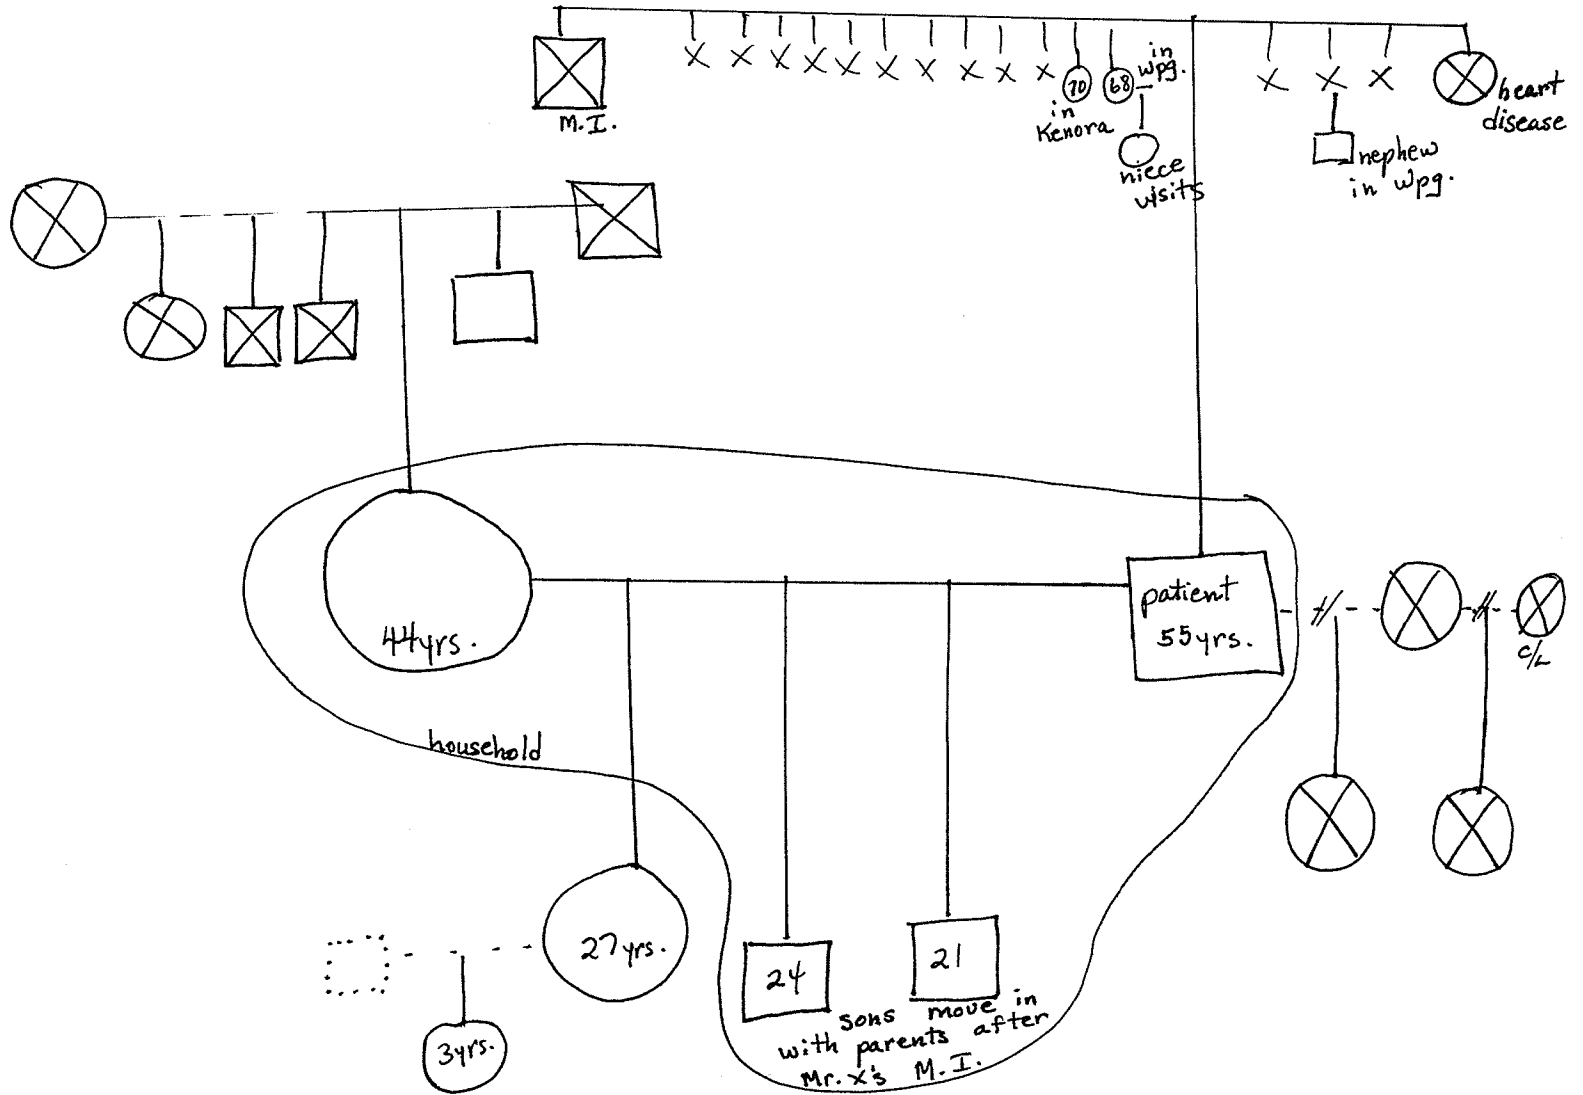 M.I.
70
in
Kenora
68
in
Wpg.
niece
visits
nephew
in Wpg.
heart
disease
44yrs.
patient
55yrs.
c/L
household
27yrs.
24
21
3yrs.
sons move in
with parents after
Mr. X's M.I.